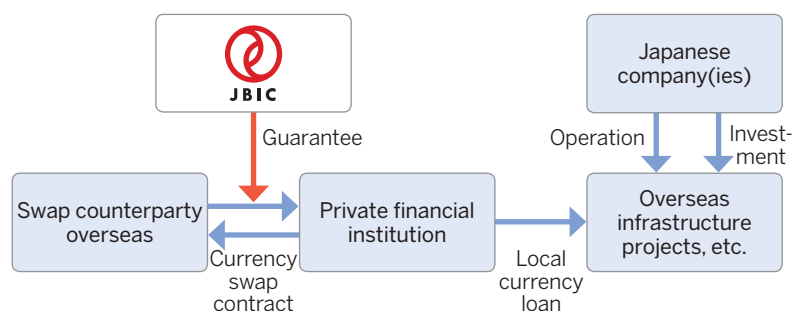 JBIC
Japanese
company(ies)
Guarantee
Operation
Invest-
ment
Swap counterparty
overseas
Private financial
institution
Overseas
infrastructure
projects, etc.
Currency
swap
contract
Local
currency
loan